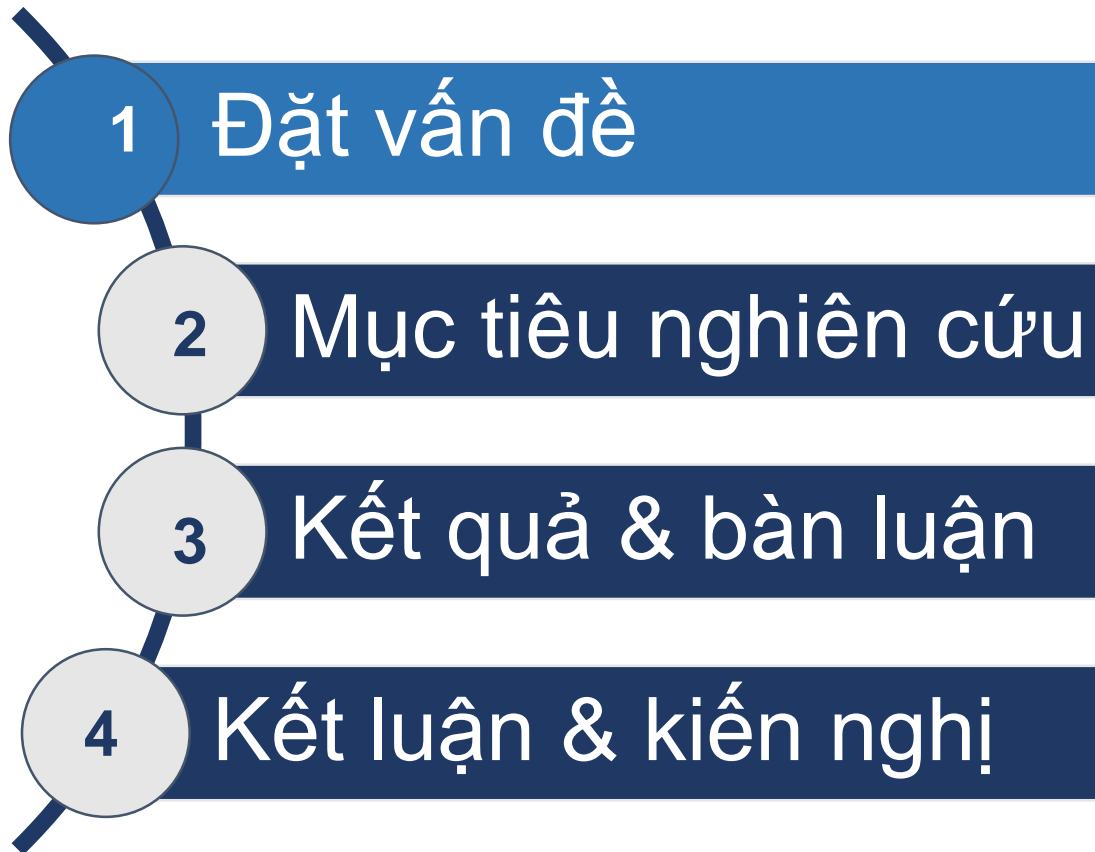 1 Đặt vấn đề
2 Mục tiêu nghiên cứu
3 Kết quả & bàn luận
4 Kết luận & kiến nghị